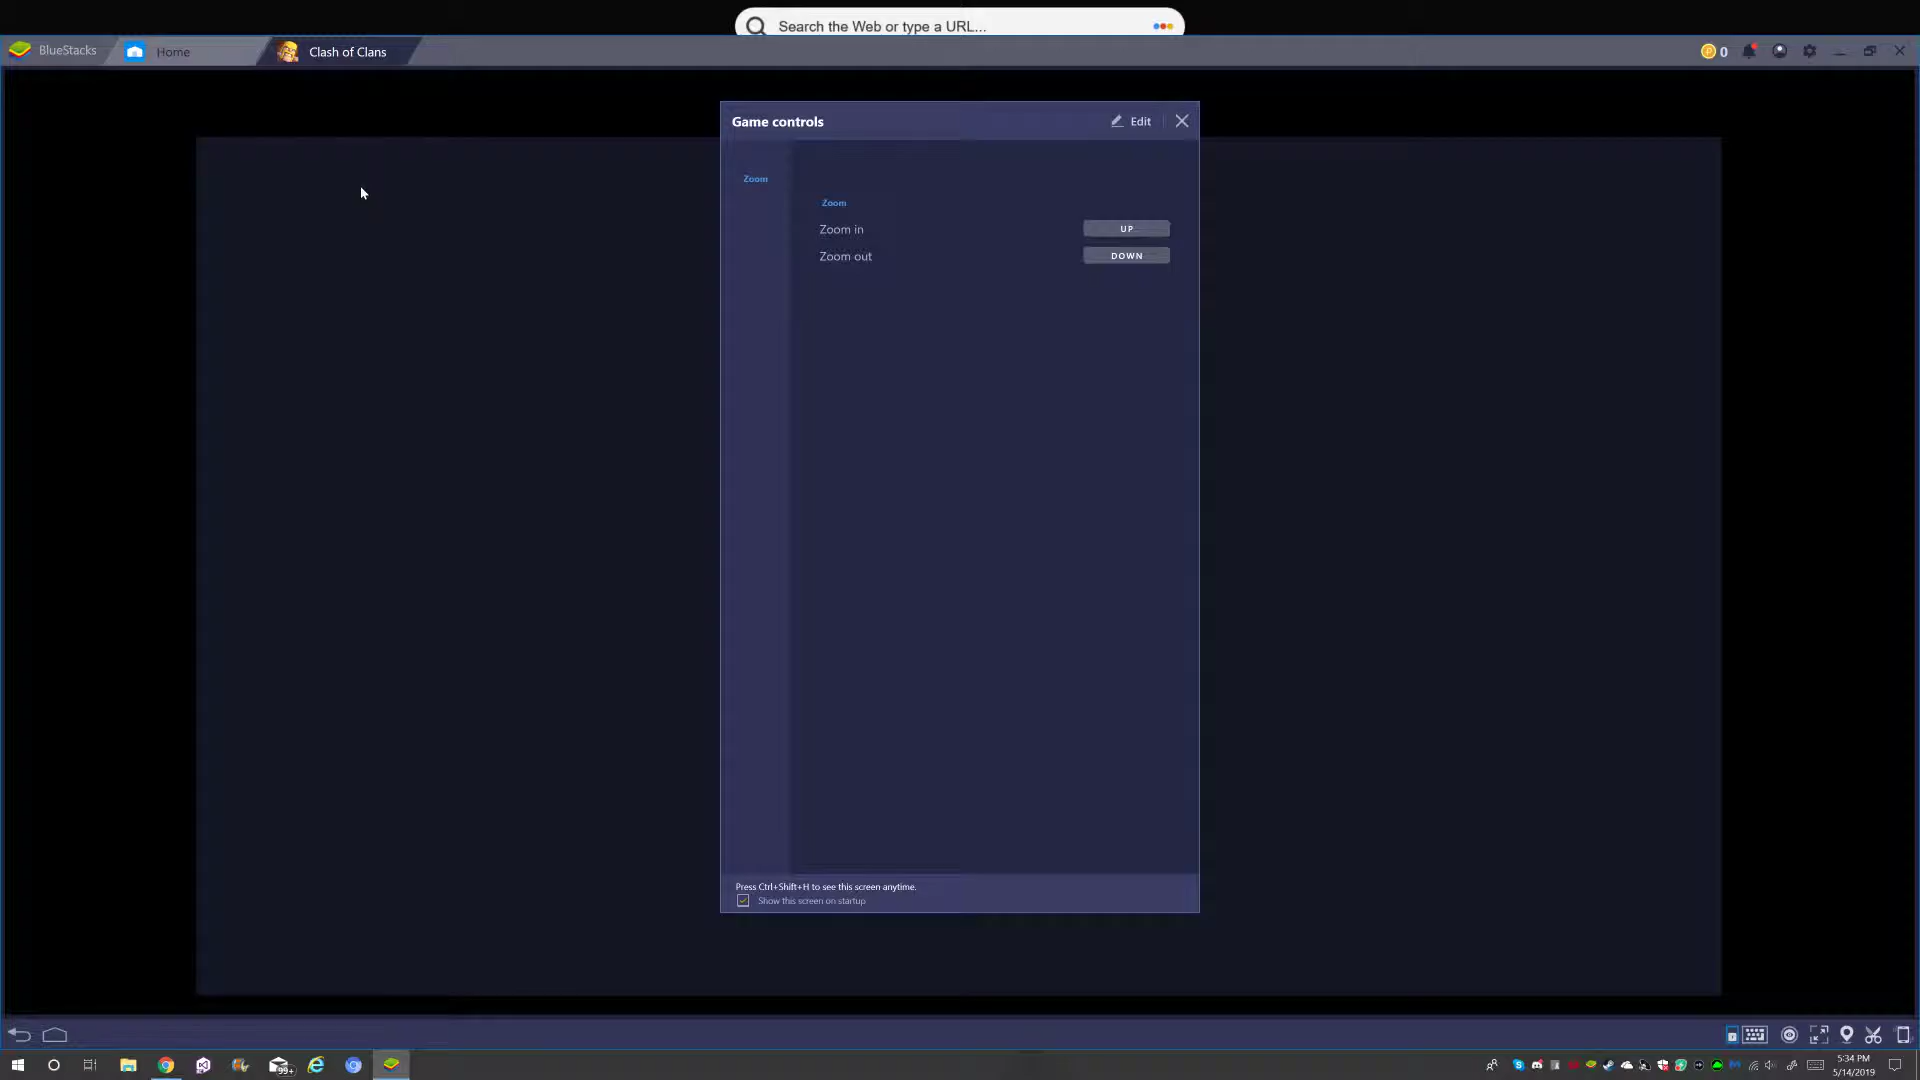 Search the Web or type a URL...
BlueStacks
Home
Clash of Clans
0
Game controls
Edit
Zoom
Zoom
Zoom in
UP
Zoom out
DOWN
Press Ctrl+Shift+H to see this screen anytime.
Show this screen on startup
99+
5:34 PM
5/14/2019